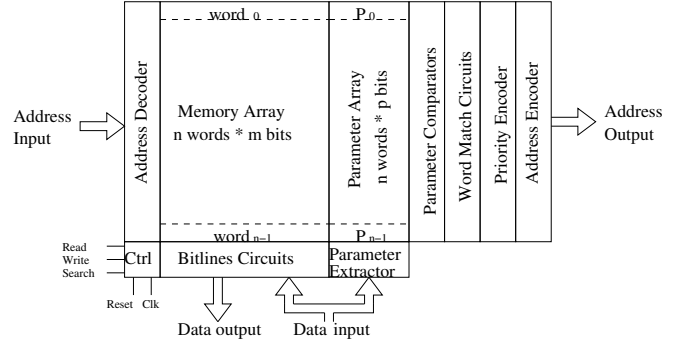 word 0 P 0
Address Input
Address Decoder
Memory Array
n words * m bits
Parameter Array
n words * p bits
Parameter Comparators
Word Match Circuits
Priority Encoder
Address Encoder
Address Output
word n-1 P n-1
Read
Write
Search
Ctrl
Bitlines Circuits
Parameter Extractor
Reset Clk
Data output
Data input